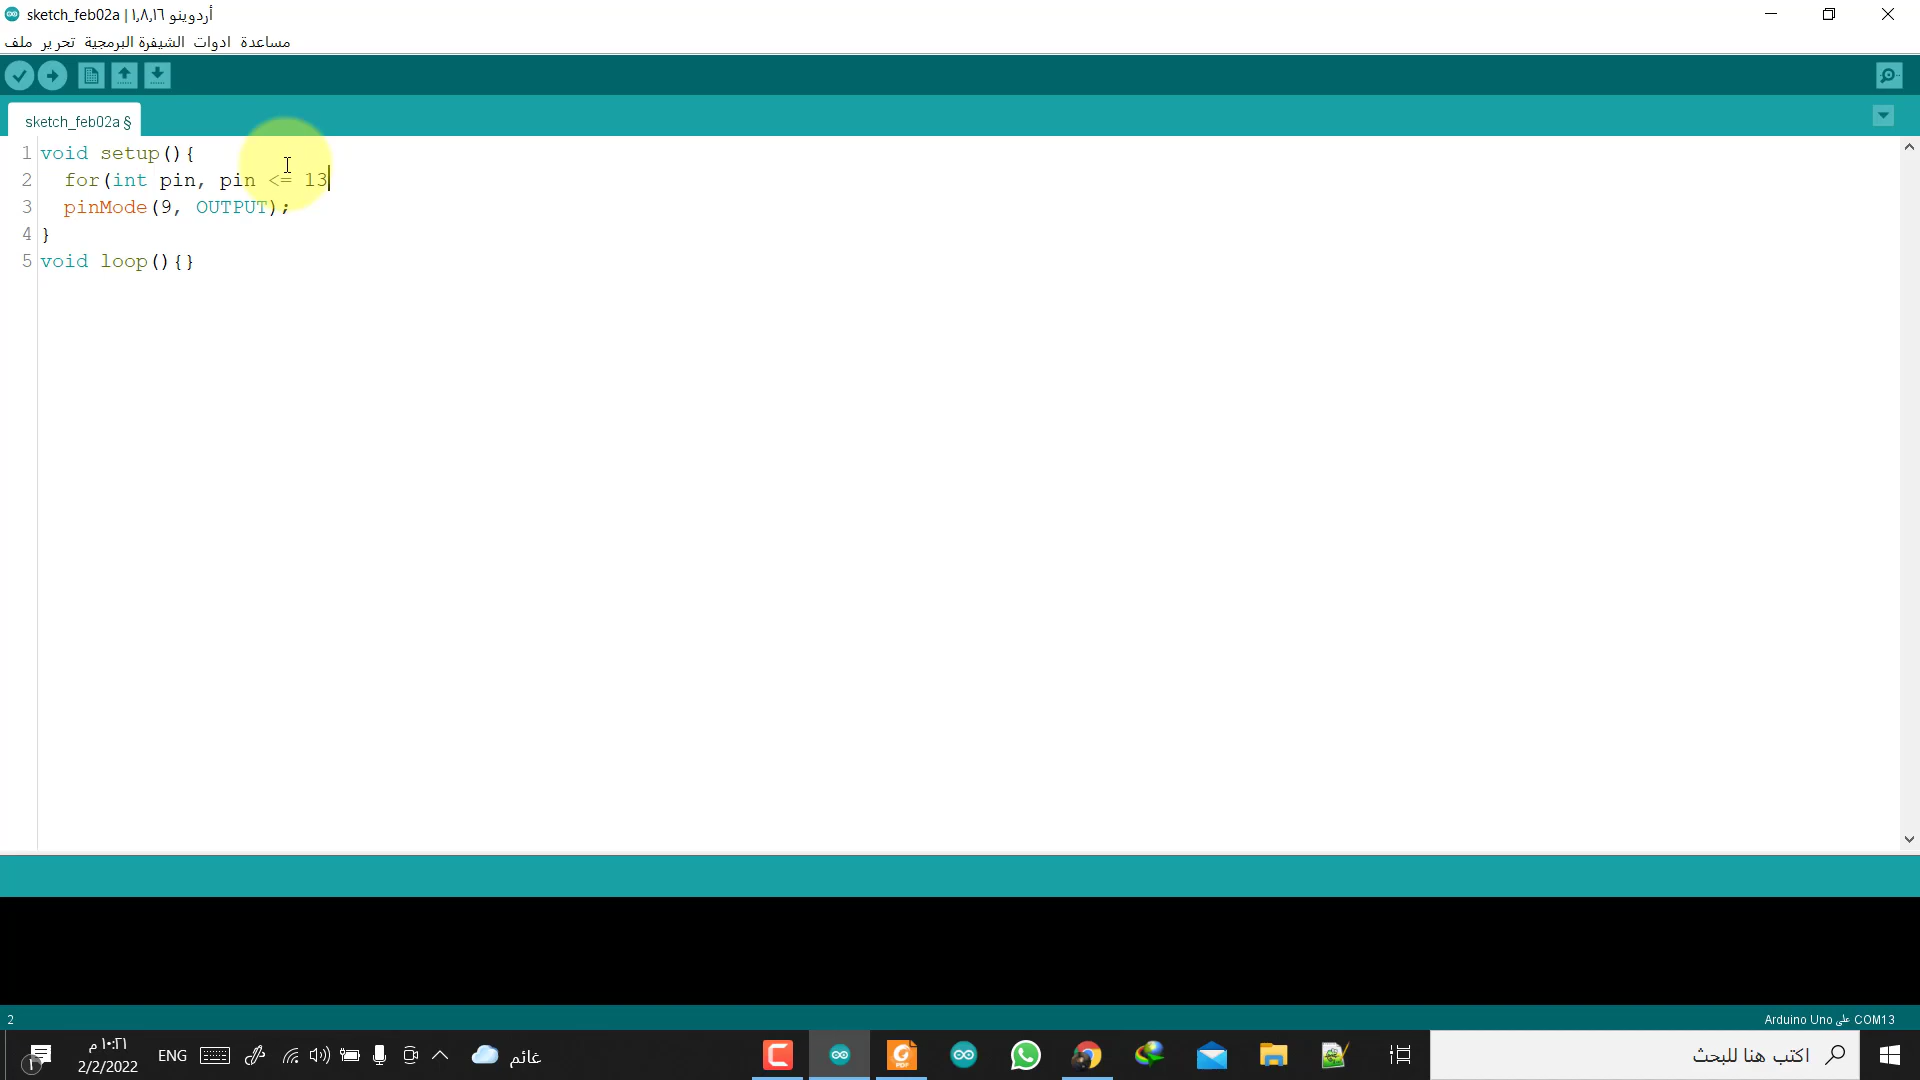 sketch_feb02a | أردوينو ١,٨,١٦
ملف تحرير الشيفرة البرمجية ادوات مساعدة
sketch_feb02a §
1 void setup(){
2 for(int pin, pin <= 13
3 pinMode(9, OUTPUT);
4 }
5 void loop(){}
2
Arduino Uno على COM13
١٠:٢١ م
2/2/2022
ENG
غائم
PDF
اكتب هنا للبحث